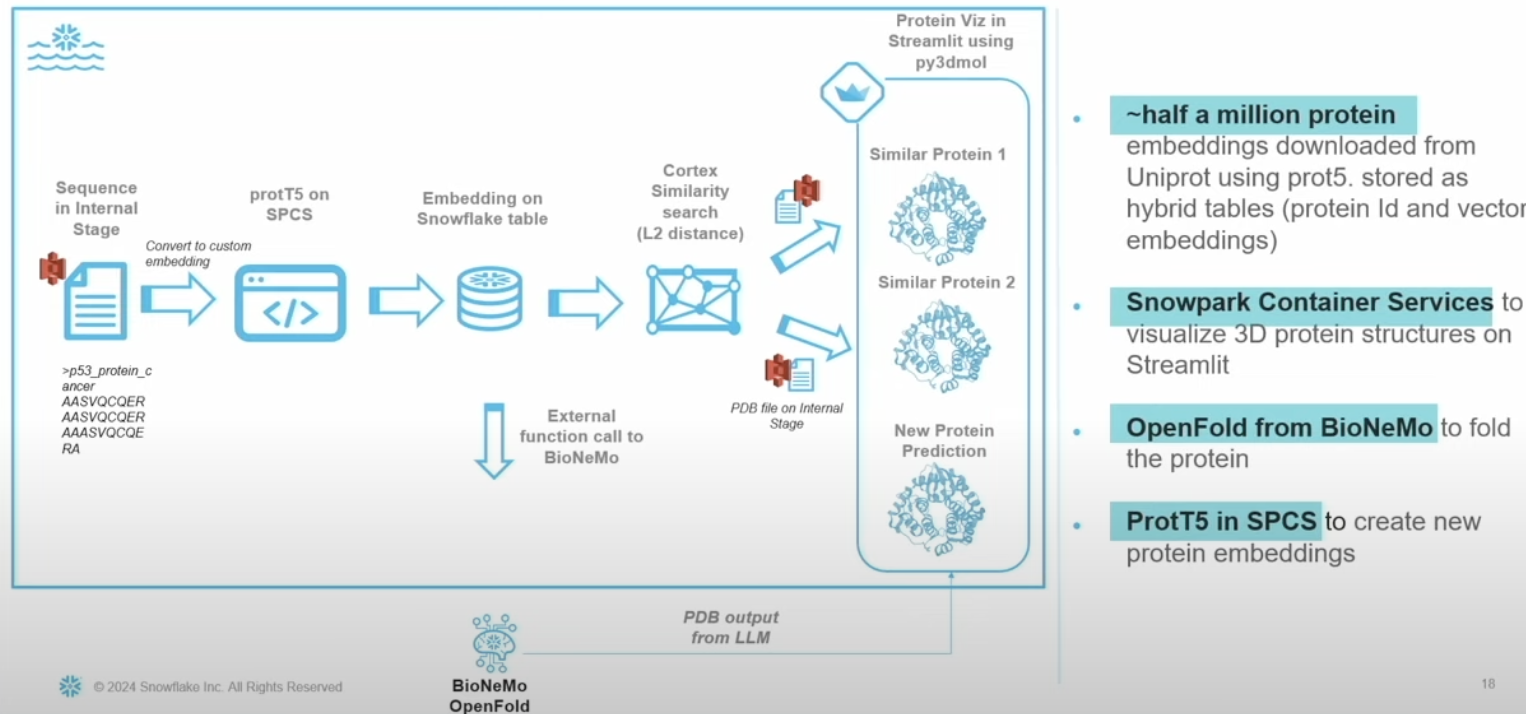 Protein Viz in
Streamlit using
py3dmol
Sequence
in Internal
Stage
Convert to custom
embedding
protT5 on
SPCS
Embedding on
Snowflake table
Cortex
Similarity
search
(L2 distance)
Similar Protein 1
Similar Protein 2
>p53_protein_c
ancer
AASVQCQER
AASVQCQER
AAASVQCQE
RA
External
function call to
BioNeMo
PDB file on Internal
Stage
New Protein
Prediction
PDB output
from LLM
BioNeMo
OpenFold
© 2024 Snowflake Inc. All Rights Reserved
• ~half a million protein
embeddings downloaded from
Uniprot using prot5. stored as
hybrid tables (protein Id and vector
embeddings)
• Snowpark Container Services to
visualize 3D protein structures on
Streamlit
• OpenFold from BioNeMo to fold
the protein
• ProtT5 in SPCS to create new
protein embeddings
18